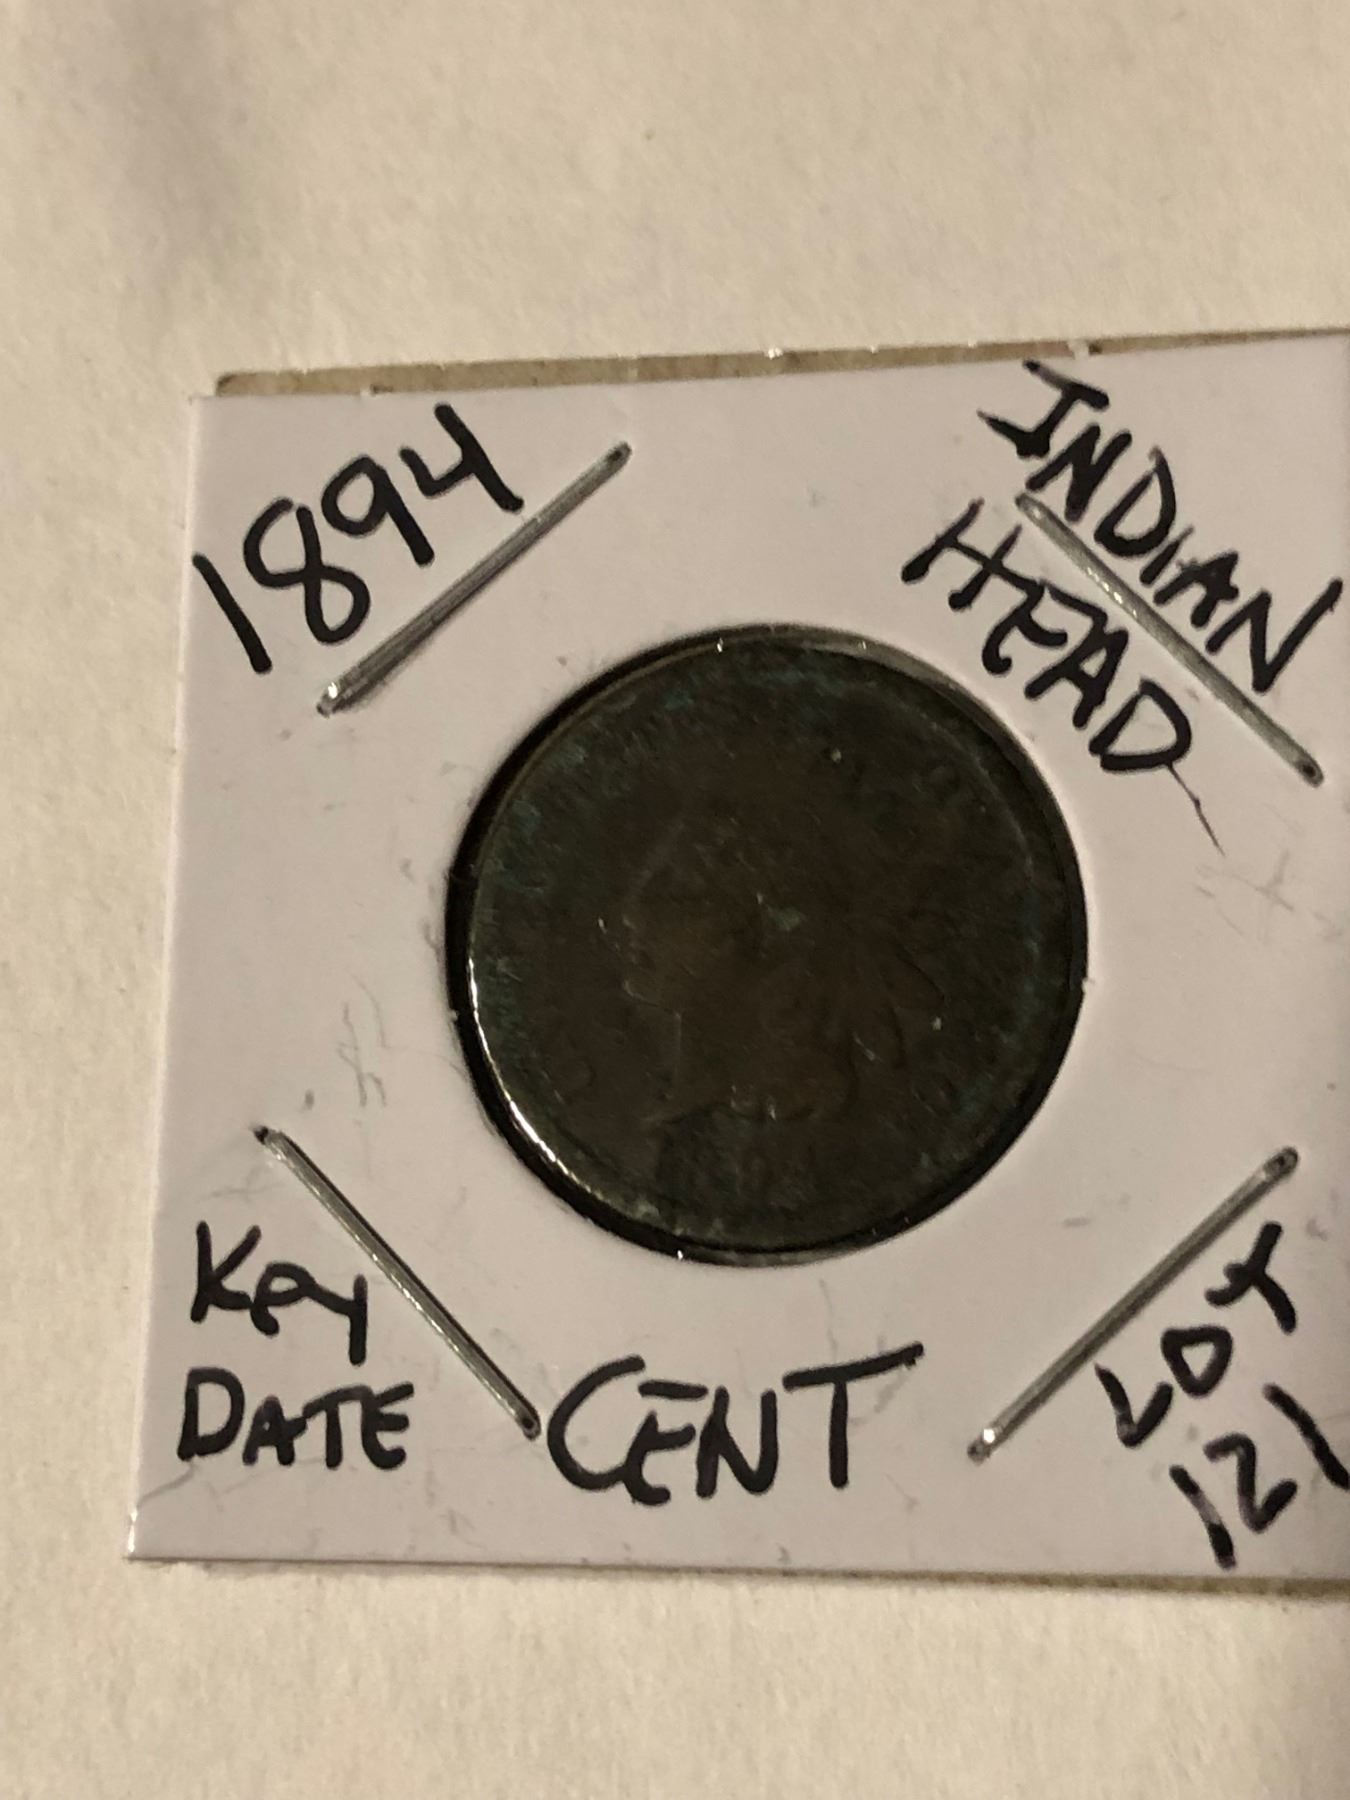 1894
INDIAN
HEAD
Key
DATE
CENT
LOT
121